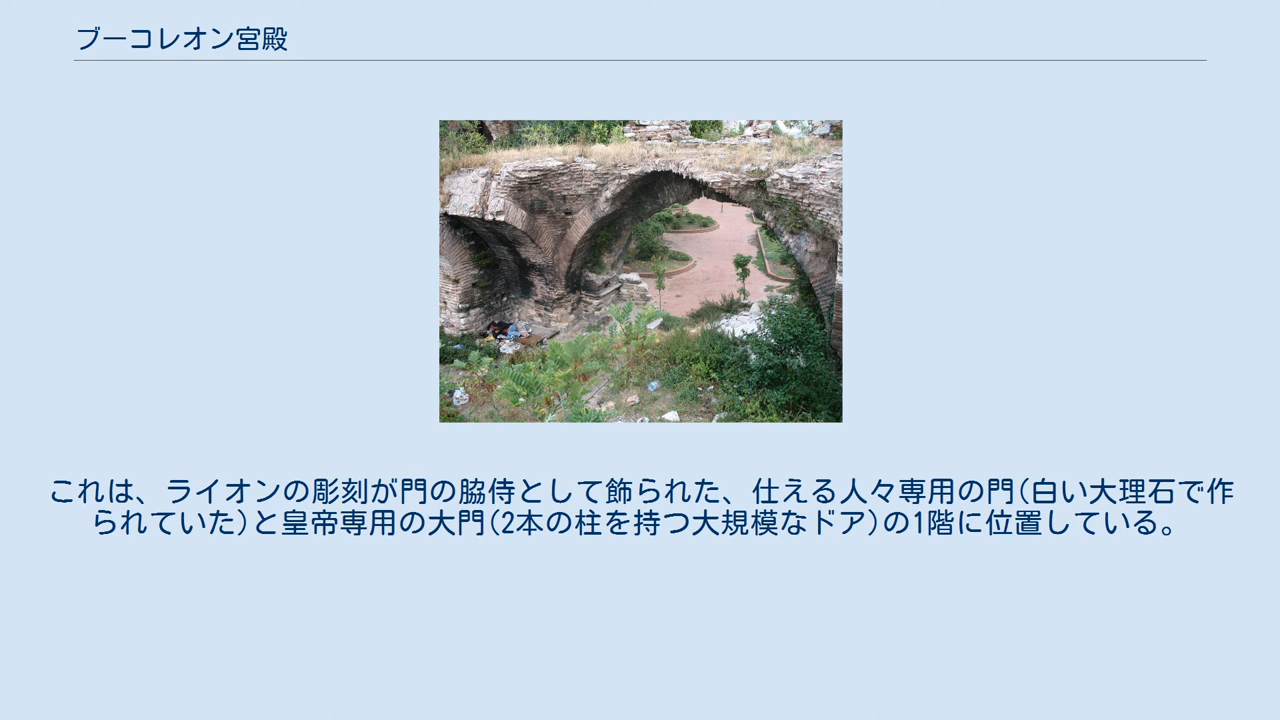 ブーコレオン宮殿
これは、ライオンの彫刻が門の脇侍として飾られた、仕える人々専用の門(白い大理石で作
られていた)と皇帝専用の大門(2本の柱を持つ大規模なドア)の1階に位置している。